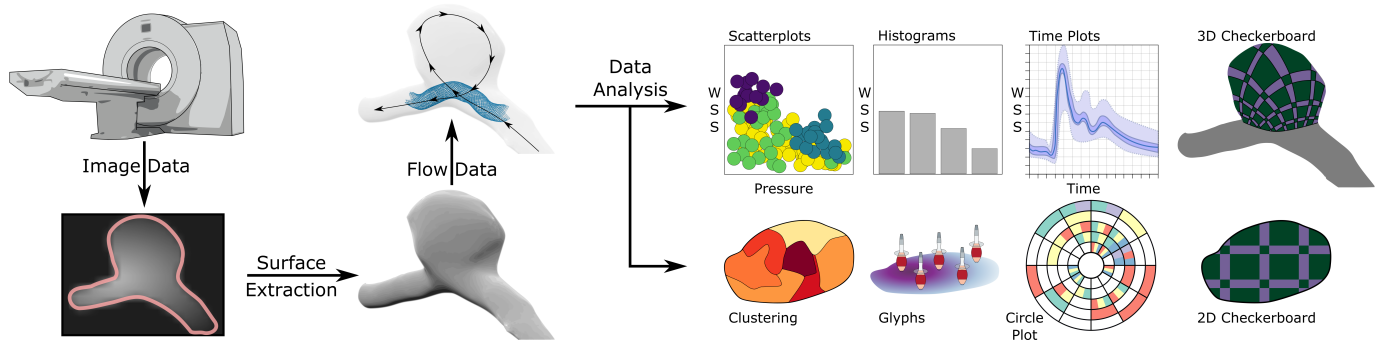 Image Data
Surface
Extraction
Flow Data
Data
Analysis
Scatterplots
W
S
S
Pressure
Histograms
W
S
S
Time Plots
W
S
S
Time
3D Checkerboard
Clustering
Glyphs
Circle
Plot
2D Checkerboard